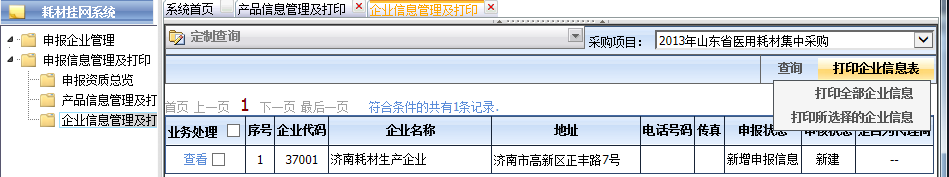 耗材挂网系统
申报企业管理
申报信息管理及打印
申报资质总览
产品信息管理及打
企业信息管理及打
系统首页 产品信息管理及打印 企业信息管理及打印
定制查询 采购项目： 2013年山东省医用耗材集中采购
查询 打印企业信息表
打印全部企业信息
打印所选择的企业信息
首页 上一页 1 下一页 最后一页 符合条件的共有1条记录.
业务处理 序号 企业代码 企业名称 地址 电话号码 传真 申报状态 审核状态 是否为代理商
查看 1 37001 济南耗材生产企业 济南市高新区正丰路7号 新增申报信息 新建 --